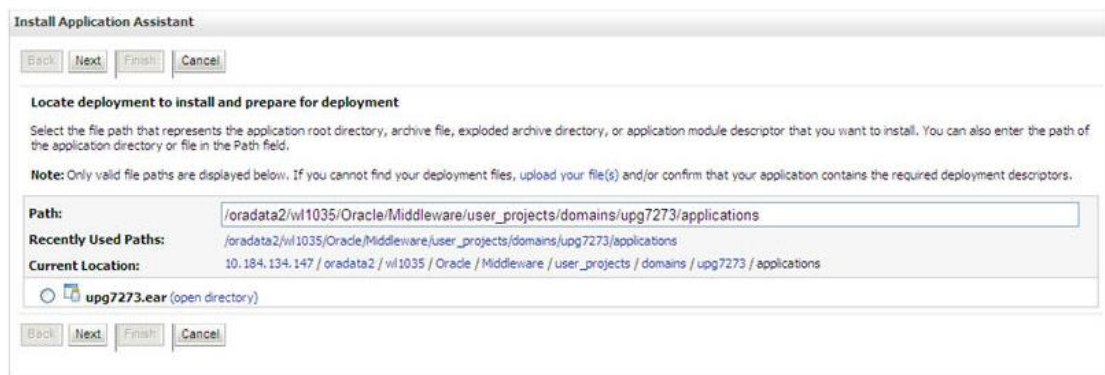 Install Application Assistant
Back Next Finish Cancel
Locate deployment to install and prepare for deployment
Select the file path that represents the application root directory, archive file, exploded archive directory, or application module descriptor that you want to install. You can also enter the path of
the application directory or file in the Path field.
Note: Only valid file paths are displayed below. If you cannot find your deployment files, upload your file(s) and/or confirm that your application contains the required deployment descriptors.
Path: /oradata2/wl1035/Oracle/Middleware/user_projects/domains/upg7273/applications
Recently Used Paths: /oradata2/wl1035/Oracle/Middleware/user_projects/domains/upg7273/applications
Current Location: 10.184.134.147 / oradata2 / wl1035 / Oracle / Middleware / user_projects / domains / upg7273 / applications
upg7273.ear (open directory)
Back Next Finish Cancel